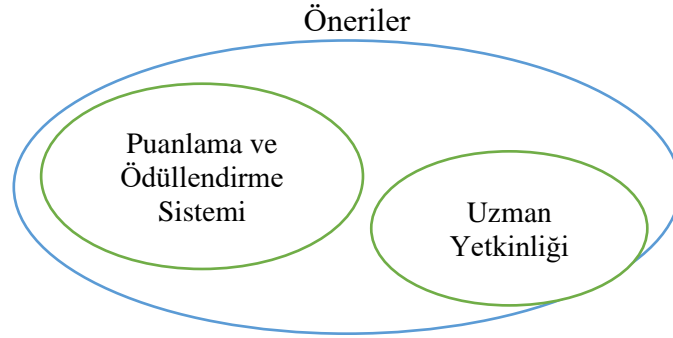 Öneriler
Puanlama ve
Ödüllendirme
Sistemi
Uzman
Yetkinliği